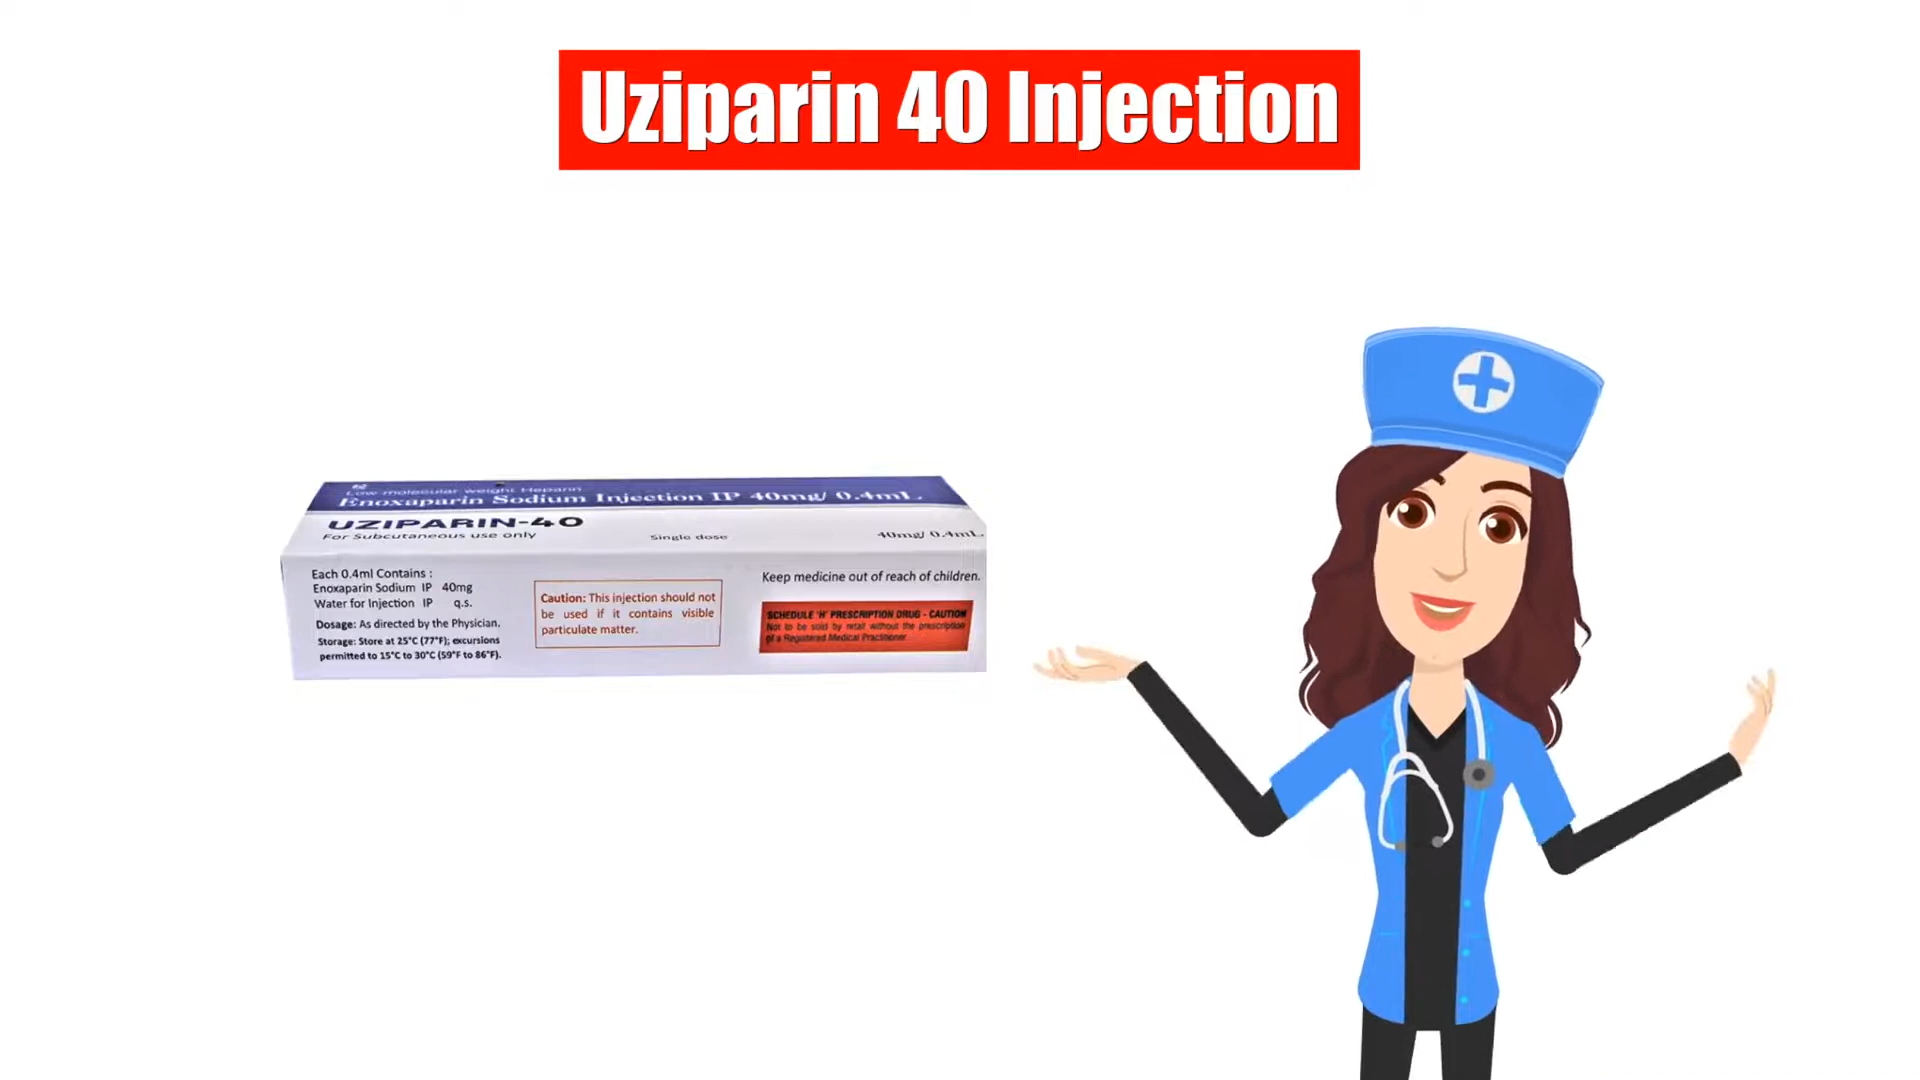 Uziparin 40 Injection
Low molecular weight Heparin
Enoxaparin Sodium Injection IP 40mg/ 0.4mL
UZIPARIN-40
For Subcutaneous use only
Single dose
40mg/ 0.4mL
Each 0.4ml Contains :
Enoxaparin Sodium IP 40mg
Water for Injection IP q.s.
Dosage: As directed by the Physician.
Storage: Store at 25°C (77°F); excursions
permitted to 15°C to 30°C (59°F to 86°F).
Caution: This injection should not
be used if it contains visible
particulate matter.
Keep medicine out of reach of children.
SCHEDULE 'H' PRESCRIPTION DRUG - CAUTION
Not to be sold by retail without the prescription
of a Registered Medical Practitioner.